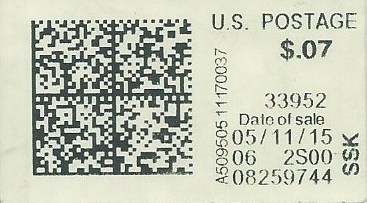 U.S. POSTAGE
$.07
33952
Date of sale
05/11/15
06 2S00
08259744
A509505 11170037
SSK